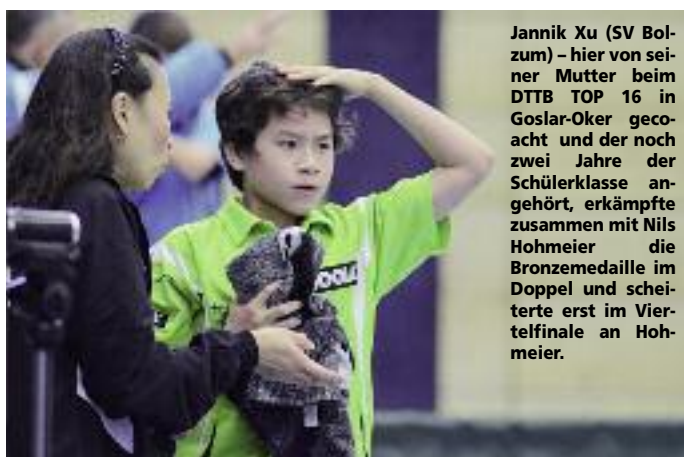 Jannik Xu (SV Bol-
zum) – hier von sei-
ner Mutter beim
DTTB TOP 16 in
Goslar-Oker geco-
acht und der noch
zwei Jahre der
Schülerklasse an-
gehört, erkämpfte
zusammen mit Nils
Hohmeier die
Bronzemedaille im
Doppel und schei-
terte erst im Vier-
telfinale an Hoh-
meier.